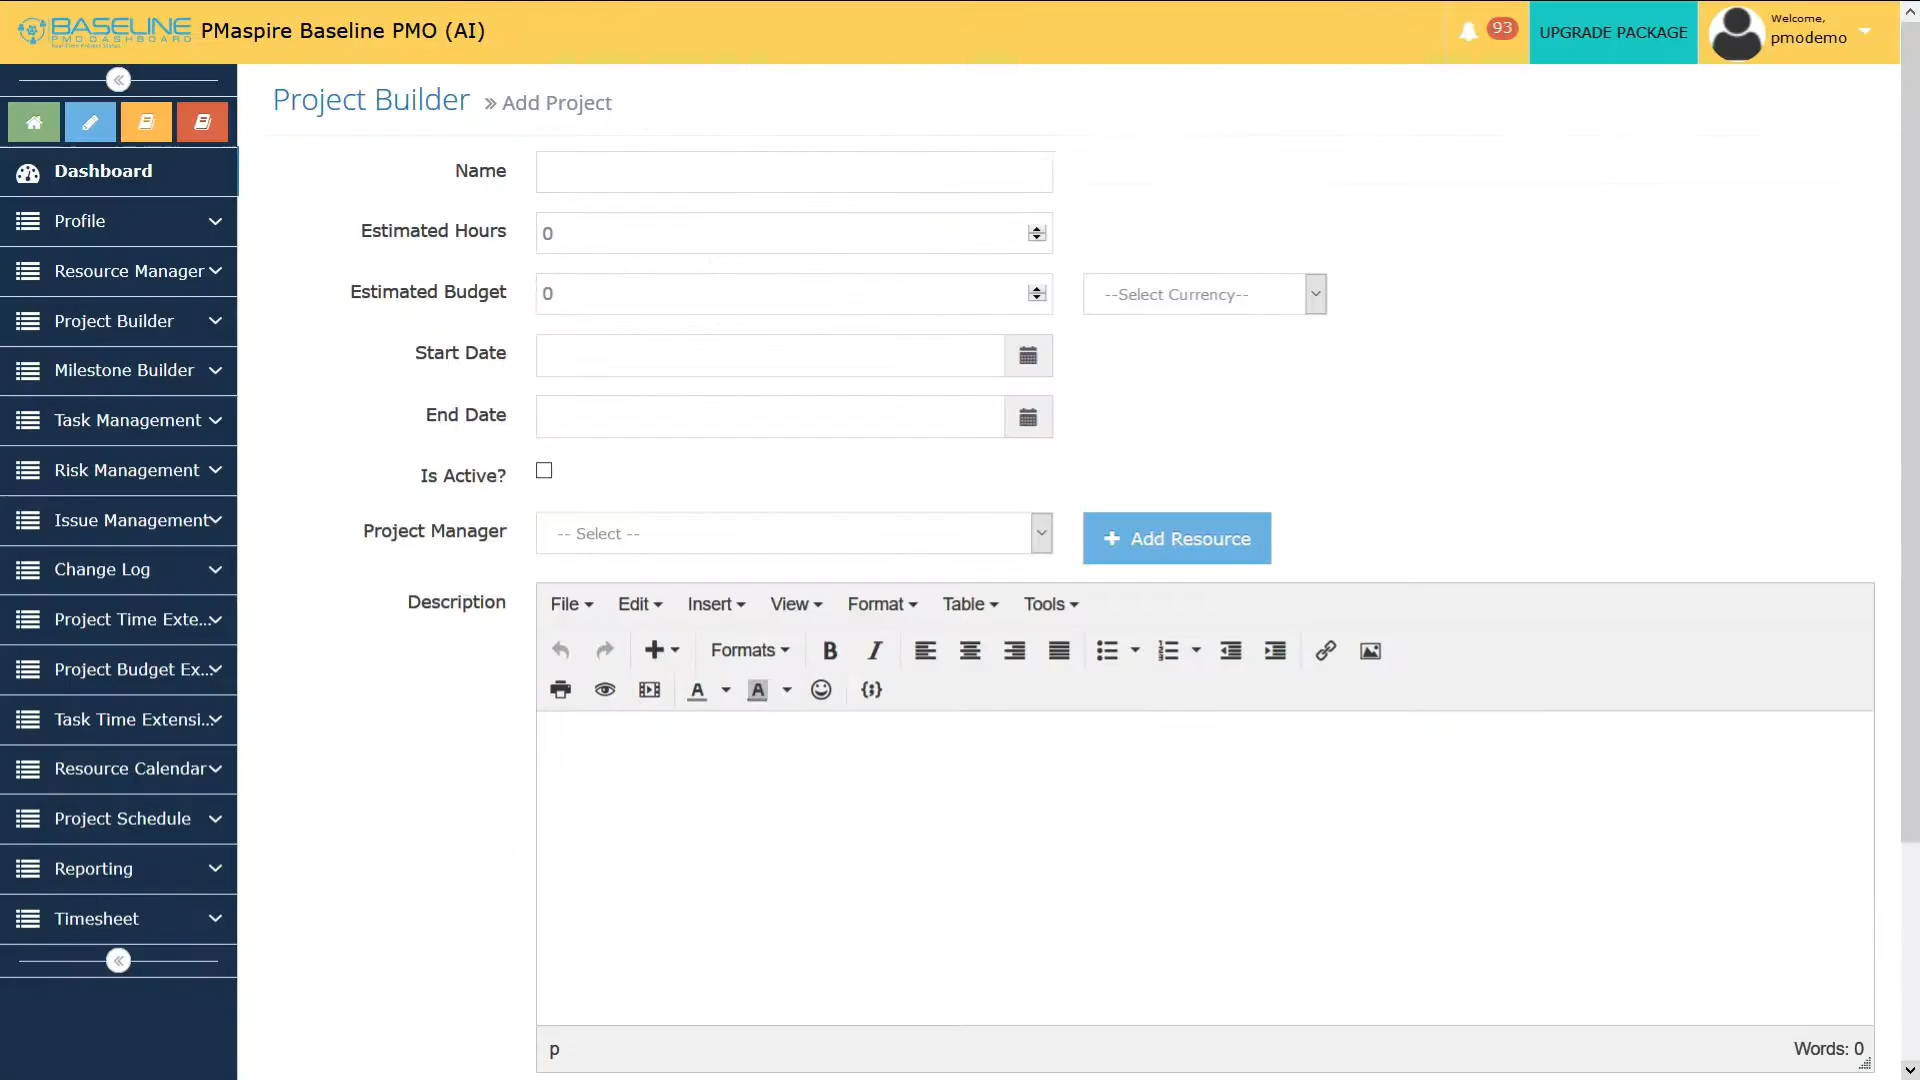 BASELINE
PMO DASHBOARD
Real-Time Project Status
PMaspire Baseline PMO (AI)
93
UPGRADE PACKAGE
Welcome,
pmodemo
Dashboard
Profile
Resource Manager
Project Builder
Milestone Builder
Task Management
Risk Management
Issue Management
Change Log
Project Time Exte...
Project Budget Ex...
Task Time Extensi...
Resource Calendar
Project Schedule
Reporting
Timesheet
Project Builder » Add Project
Name
Estimated Hours 0
Estimated Budget 0 --Select Currency--
Start Date
End Date
Is Active?
Project Manager -- Select -- Add Resource
Description
File Edit Insert View Format Table Tools
Formats B I
A A
p Words: 0